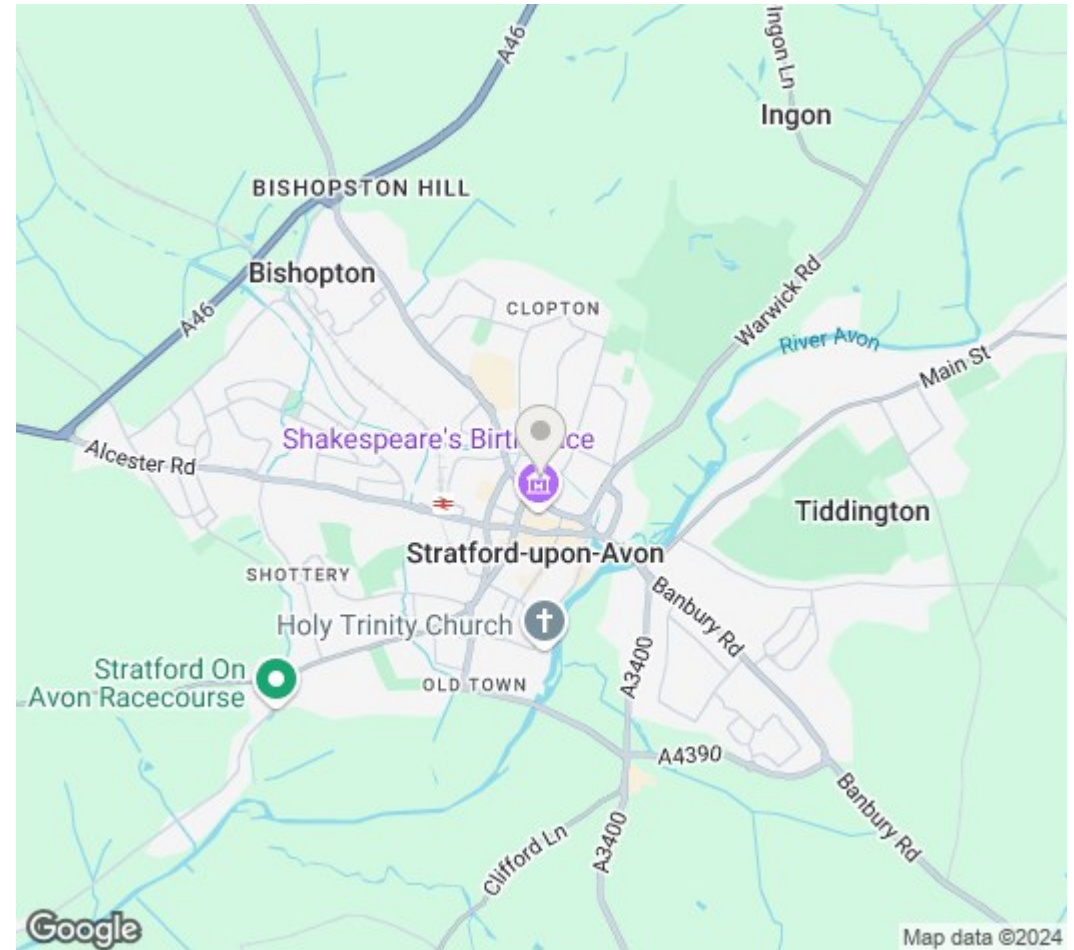 A46
Ingon Ln
Ingon
BISHOPSTON HILL
Bishopton
A46
CLOPTON
Warwick Rd
River Avon
Main St
Shakespeare's Birthplace
Alcester Rd
Tiddington
Stratford-upon-Avon
SHOTTERY
Banbury Rd
Holy Trinity Church
Stratford On
Avon Racecourse
A3400
OLD TOWN
A4390
Banbury Rd
Clifford Ln
A3400
Google
Map data ©2024